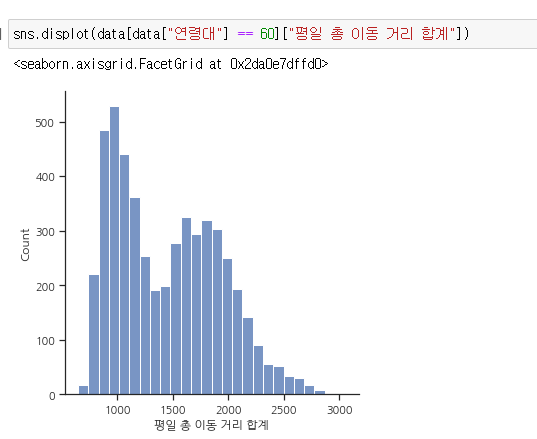 sns.displot(data[data["연령대"] == 60]["평일 총 이동 거리 합계"])
<seaborn.axisgrid.FacetGrid at 0x2da0e7dffd0>
500
400
300
200
100
0
Count
1000 1500 2000 2500 3000
평일 총 이동 거리 합계